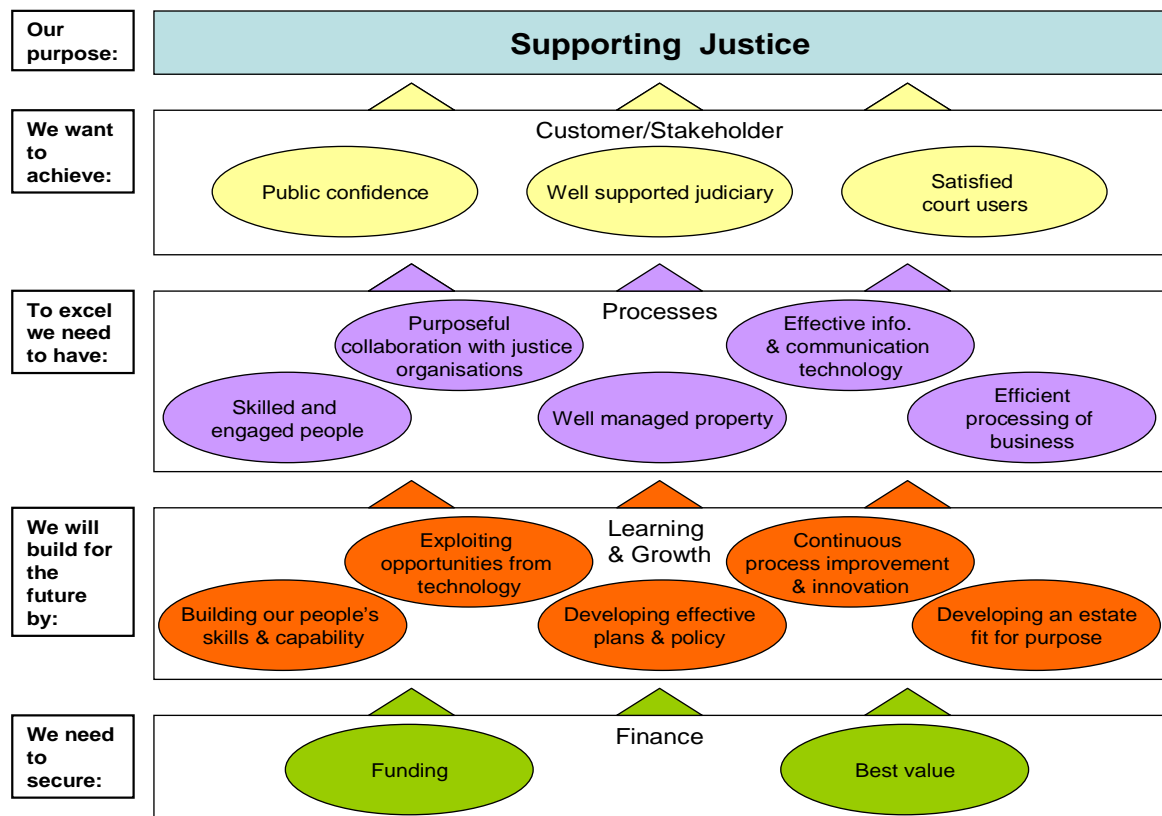 Our
purpose:
Supporting Justice
We want
to
achieve:
Customer/Stakeholder
Public confidence
Well supported judiciary
Satisfied
court users
To excel
we need
to have:
Processes
Purposeful
collaboration with justice
organisations
Effective info.
& communication
technology
Skilled and
engaged people
Well managed property
Efficient
processing of
business
We will
build for
the
future
by:
Learning
& Growth
Exploiting
opportunities from
technology
Continuous
process improvement
& innovation
Building our people’s
skills & capability
Developing effective
plans & policy
Developing an estate
fit for purpose
We need
to
secure:
Finance
Funding
Best value